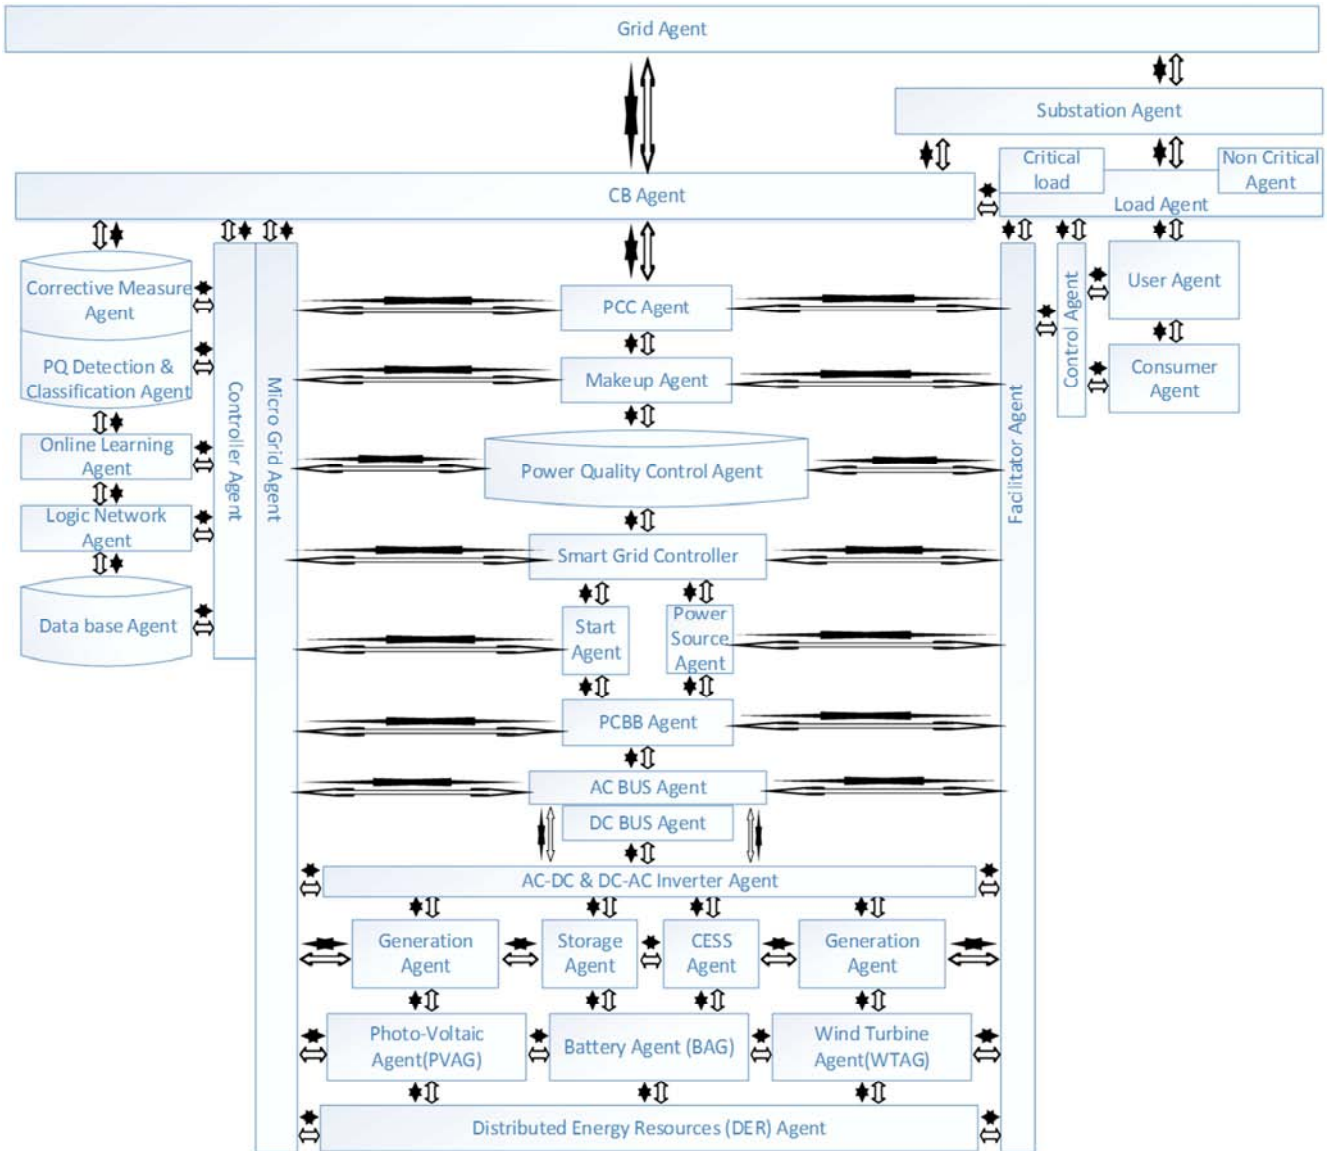 Grid Agent
Substation Agent
Critical
load
Non Critical
Agent
Load Agent
CB Agent
Corrective Measure
Agent
PQ Detection &
Classification Agent
Online Learning
Agent
Logic Network
Agent
Data base Agent
Controller Agent
Micro Grid Agent
PCC Agent
Makeup Agent
Power Quality Control Agent
Smart Grid Controller
Start
Agent
Power
Source
Agent
PCBB Agent
AC BUS Agent
DC BUS Agent
AC-DC & DC-AC Inverter Agent
Generation
Agent
Storage
Agent
CESS
Agent
Generation
Agent
Photo-Voltaic
Agent(PVAG)
Battery Agent (BAG)
Wind Turbine
Agent(WTAG)
Distributed Energy Resources (DER) Agent
Facilitator Agent
Control Agent
User Agent
Consumer
Agent